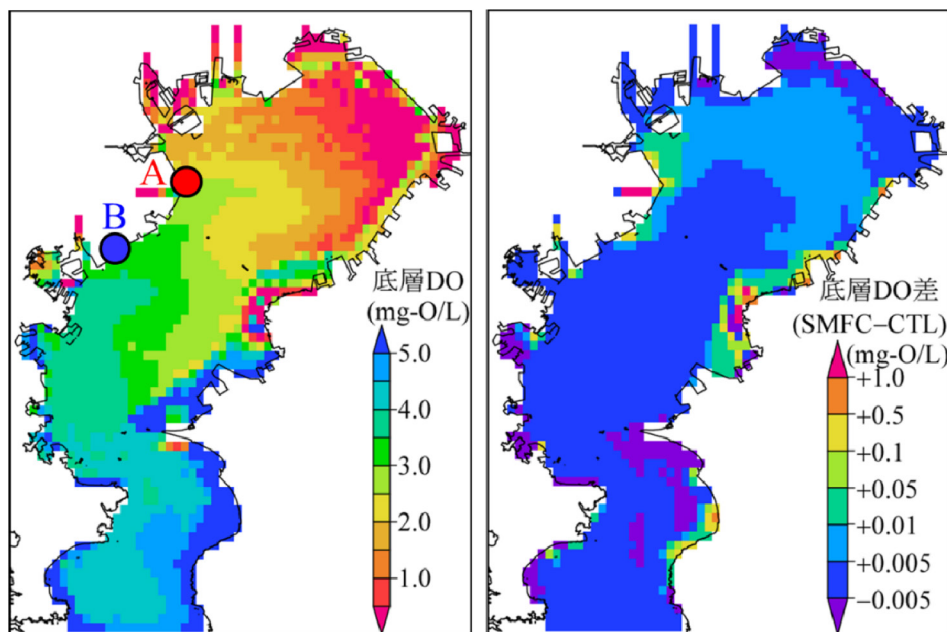 A
B
底層DO
(mg-O/L)
5.0
4.0
3.0
2.0
1.0
底層DO差
(SMFC−CTL)
(mg-O/L)
+1.0
+0.5
+0.1
+0.05
+0.01
+0.005
−0.005